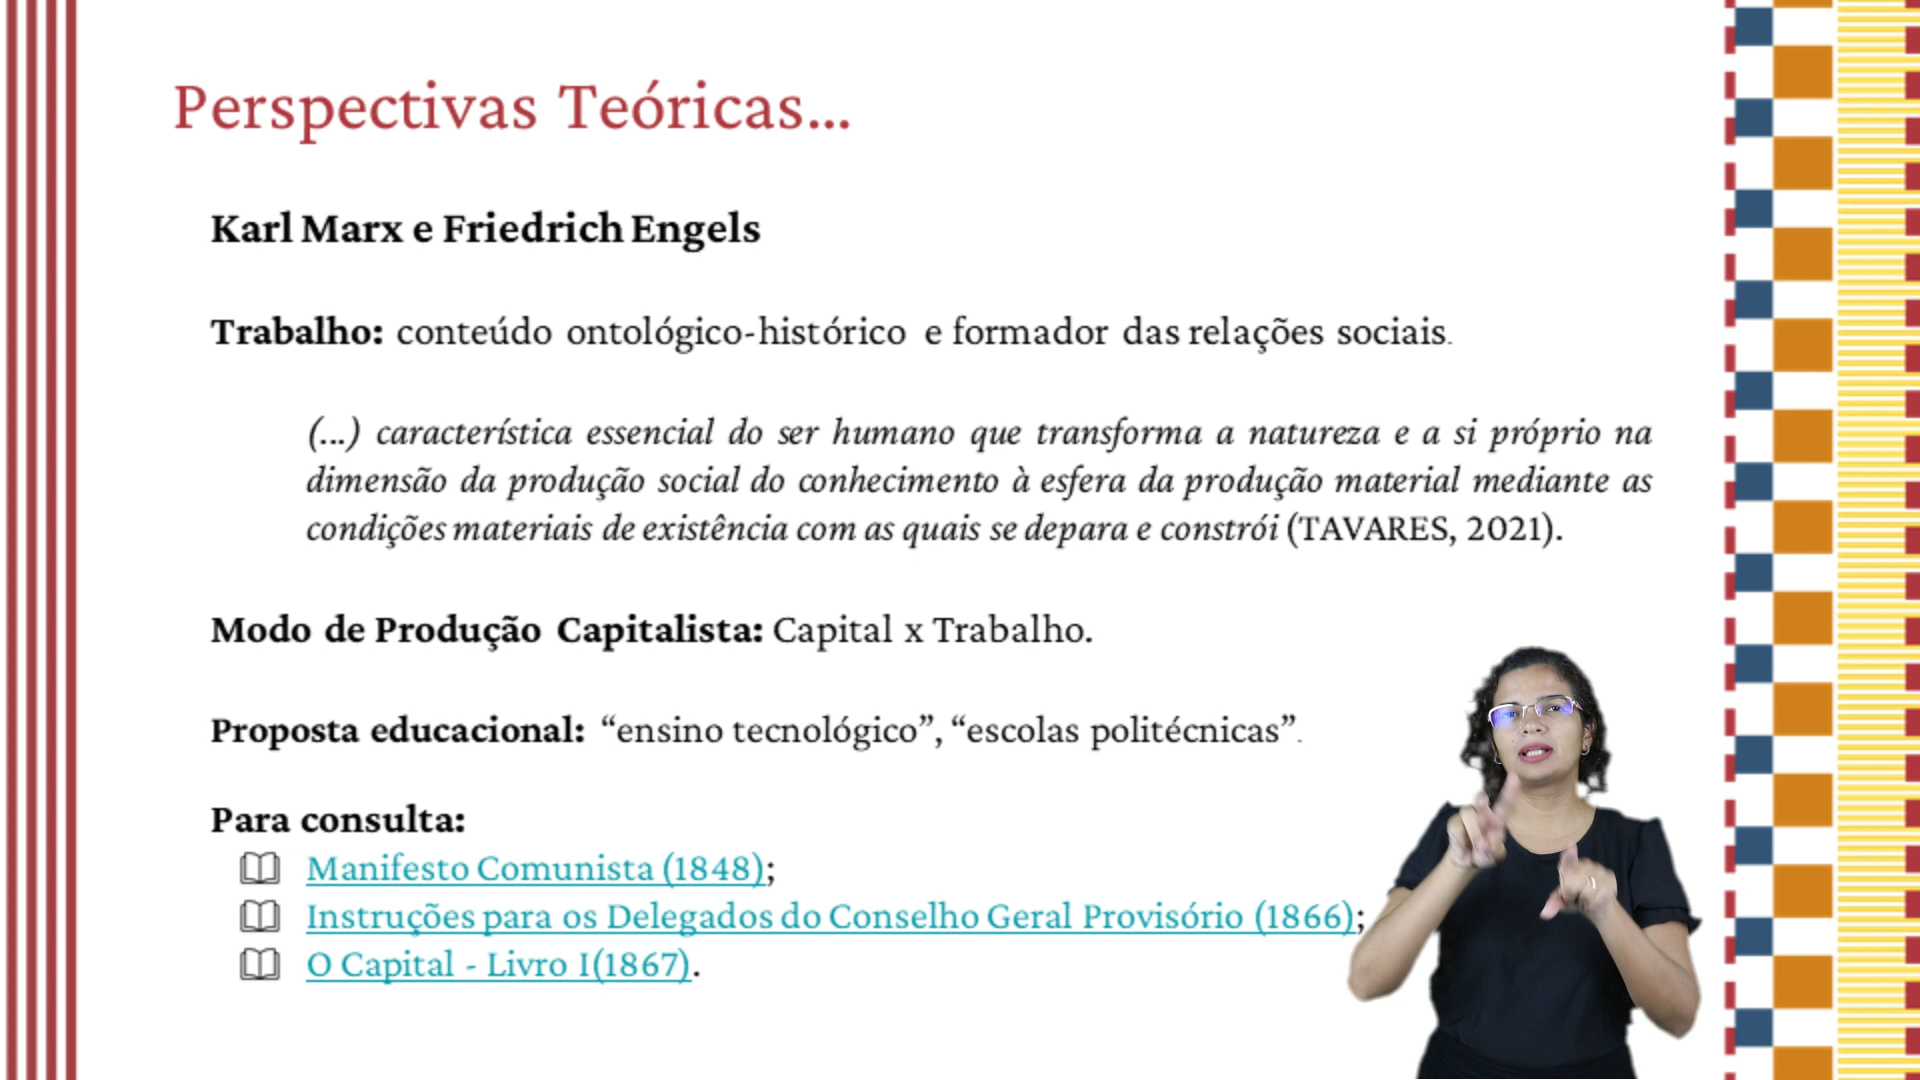 Perspectivas Teóricas...
Karl Marx e Friedrich Engels
Trabalho: conteúdo ontológico-histórico e formador das relações sociais.
(...) característica essencial do ser humano que transforma a natureza e a si próprio na
dimensão da produção social do conhecimento à esfera da produção material mediante as
condições materiais de existência com as quais se depara e constrói (TAVARES, 2021).
Modo de Produção Capitalista: Capital x Trabalho.
Proposta educacional: “ensino tecnológico”, “escolas politécnicas”.
Para consulta:
Manifesto Comunista (1848);
Instruções para os Delegados do Conselho Geral Provisório (1866);
O Capital - Livro I(1867).